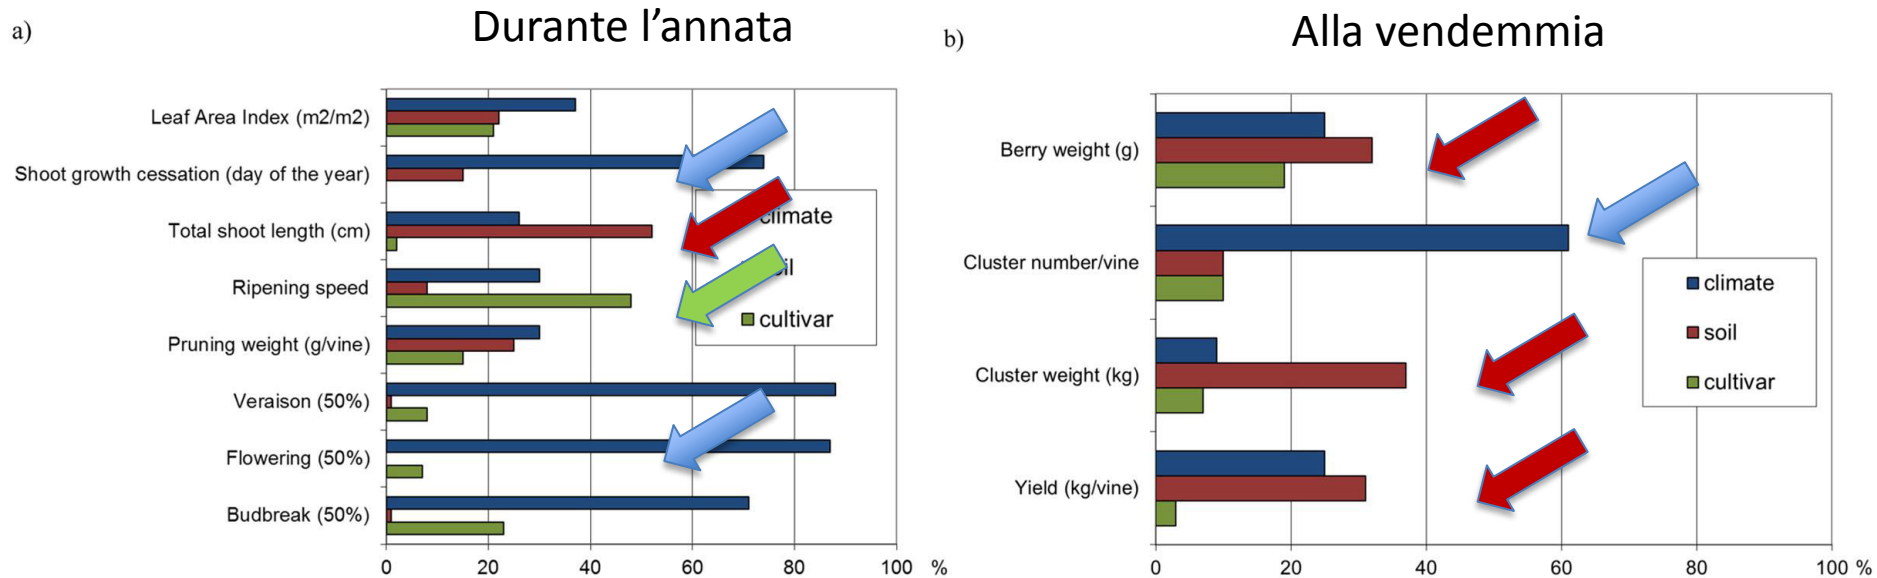 a)
Durante l'annata
Leaf Area Index (m2/m2)
Shoot growth cessation (day of the year)
Total shoot length (cm)
Ripening speed
Pruning weight (g/vine)
Veraison (50%)
Flowering (50%)
Budbreak (50%)
0 20 40 60 80 100 %
climate
cultivar
b)
Alla vendemmia
Berry weight (g)
Cluster number/vine
Cluster weight (kg)
Yield (kg/vine)
0 20 40 60 80 100 %
climate
soil
cultivar